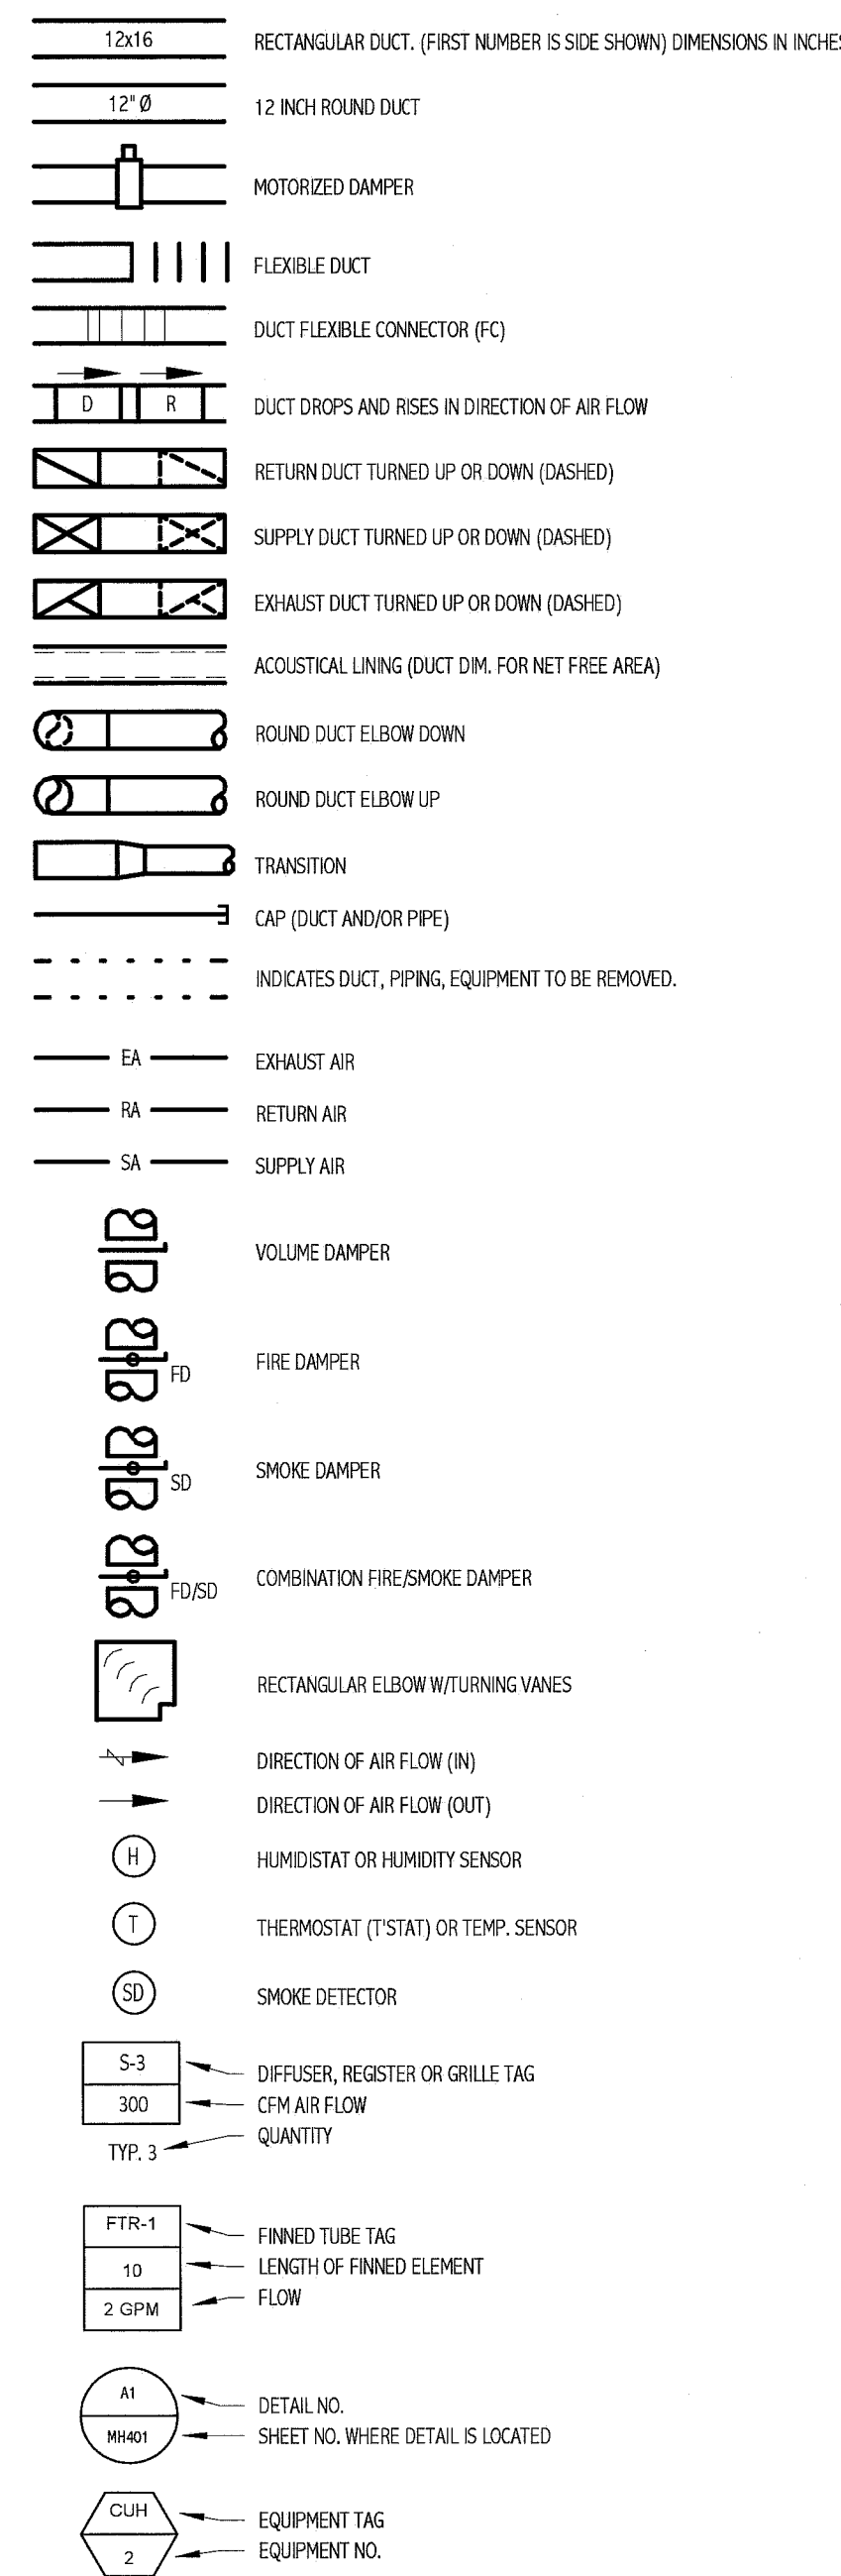 12x16 RECTANGULAR DUCT. (FIRST NUMBER IS SIDE SHOWN) DIMENSIONS IN INCHES
12"Ø 12 INCH ROUND DUCT
MOTORIZED DAMPER
FLEXIBLE DUCT
DUCT FLEXIBLE CONNECTOR (FC)
D R DUCT DROPS AND RISES IN DIRECTION OF AIR FLOW
RETURN DUCT TURNED UP OR DOWN (DASHED)
SUPPLY DUCT TURNED UP OR DOWN (DASHED)
EXHAUST DUCT TURNED UP OR DOWN (DASHED)
ACOUSTICAL LINING (DUCT DIM. FOR NET FREE AREA)
ROUND DUCT ELBOW DOWN
ROUND DUCT ELBOW UP
TRANSITION
CAP (DUCT AND/OR PIPE)
INDICATES DUCT, PIPING, EQUIPMENT TO BE REMOVED.
EA EXHAUST AIR
RA RETURN AIR
SA SUPPLY AIR
VOLUME DAMPER
FD FIRE DAMPER
SD SMOKE DAMPER
FD/SD COMBINATION FIRE/SMOKE DAMPER
RECTANGULAR ELBOW W/TURNING VANES
DIRECTION OF AIR FLOW (IN)
DIRECTION OF AIR FLOW (OUT)
H HUMIDISTAT OR HUMIDITY SENSOR
T THERMOSTAT (T'STAT) OR TEMP. SENSOR
SD SMOKE DETECTOR
S-3 DIFFUSER, REGISTER OR GRILLE TAG
300 CFM AIR FLOW
TYP. 3 QUANTITY
FTR-1 FINNED TUBE TAG
10 LENGTH OF FINNED ELEMENT
2 GPM FLOW
A1 DETAIL NO.
MH401 SHEET NO. WHERE DETAIL IS LOCATED
CUH EQUIPMENT TAG
2 EQUIPMENT NO.